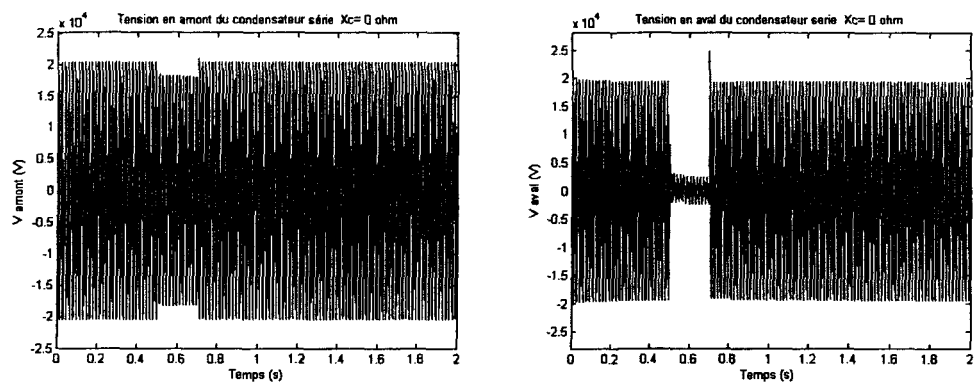 Tension en amont du condensateur série Xc= 0 ohm
x 10^4
2.5
2
1.5
1
0.5
0
-0.5
-1
-1.5
-2
-2.5
V amont (V)
0 0.2 0.4 0.6 0.8 1 1.2 1.4 1.6 1.8 2
Temps (s)
Tension en aval du condensateur serie Xc= 0 ohm
x 10^4
2.5
2
1.5
1
0.5
0
-0.5
-1
-1.5
-2
-2.5
V aval (V)
0 0.2 0.4 0.6 0.8 1 1.2 1.4 1.6 1.8 2
Temps (s)